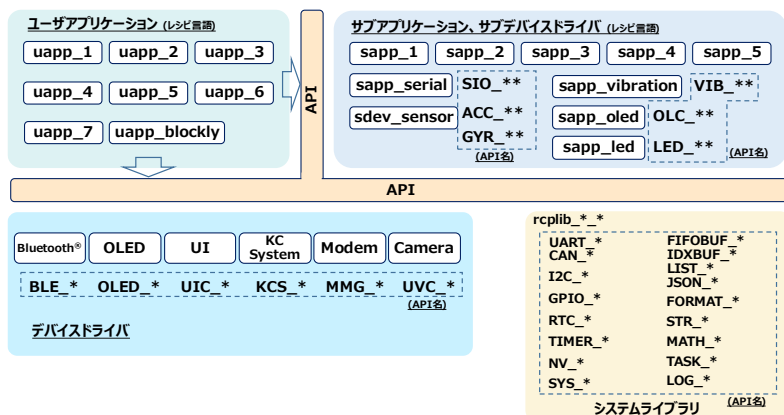 ユーザアプリケーション (レシピ言語)
uapp_1 uapp_2 uapp_3
uapp_4 uapp_5 uapp_6
uapp_7 uapp_blockly
API
サブアプリケーション、サブデバイスドライバ (レシピ言語)
sapp_1 sapp_2 sapp_3 sapp_4 sapp_5
sapp_serial SIO_** sapp_vibration VIB_**
sdev_sensor ACC_** sapp_oled OLC_**
GYR_** sapp_led LED_**
(API名) (API名)
API
Bluetooth® OLED UI KC System Modem Camera
BLE_* OLED_* UIC_* KCS_* MMG_* UVC_*
(API名)
デバイスドライバ
rcplib_*_*
UART_* FIFOBUF_*
CAN_* IDXBUF_*
I2C_* LIST_*
JSON_*
GPIO_* FORMAT_*
RTC_* STR_*
TIMER_* MATH_*
NV_* TASK_*
SYS_* LOG_*
(API名)
システムライブラリ